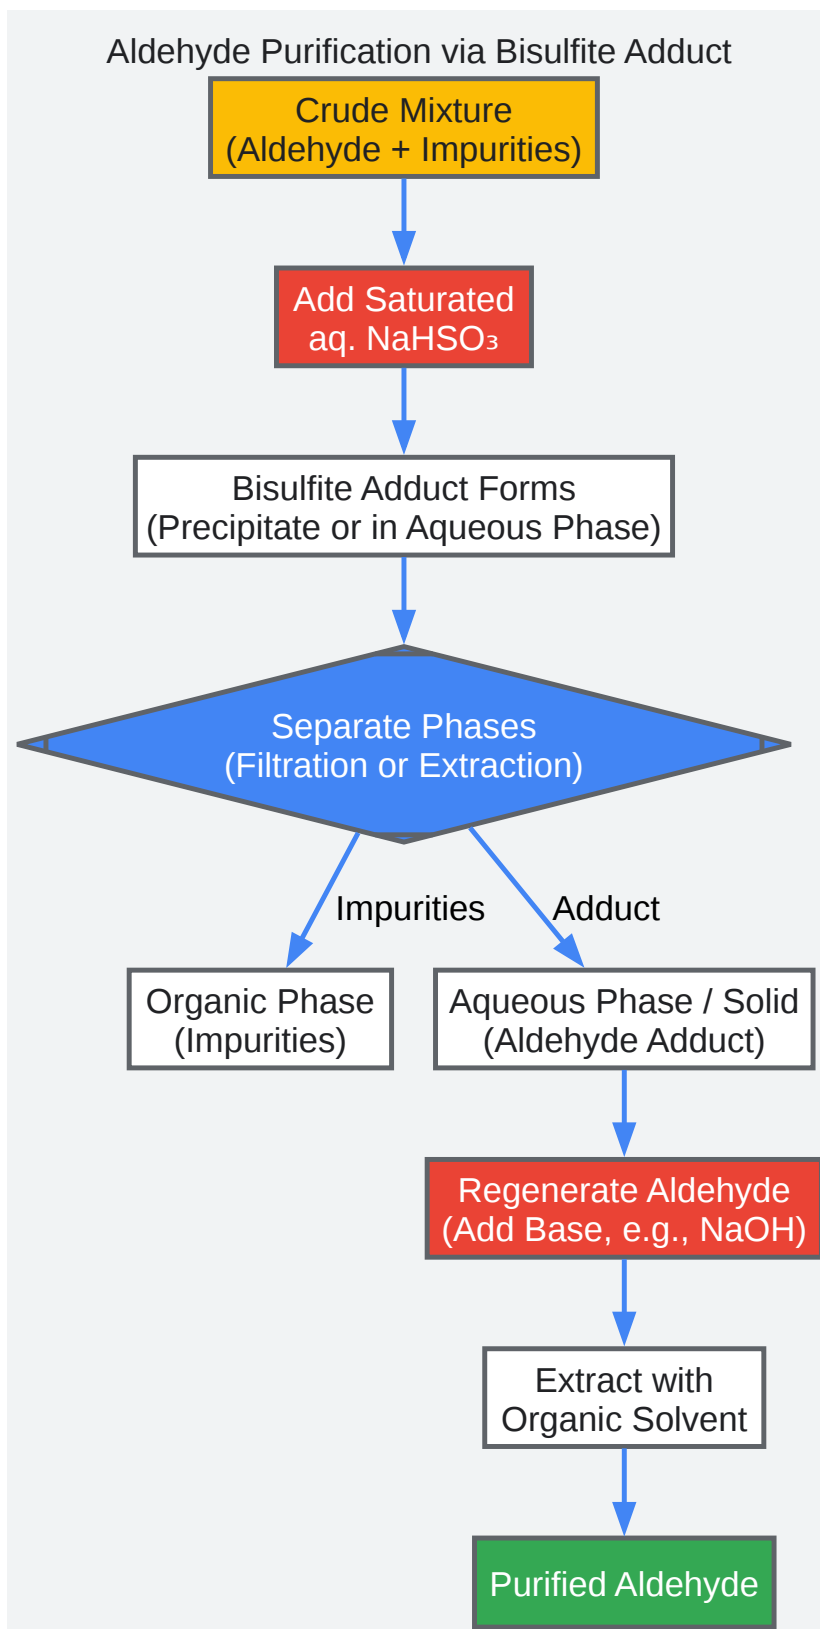 Aldehyde Purification via Bisulfite Adduct
Crude Mixture
(Aldehyde + Impurities)
Add Saturated
aq. NaHSO₃
Bisulfite Adduct Forms
(Precipitate or in Aqueous Phase)
Separate Phases
(Filtration or Extraction)
Impurities
Adduct
Organic Phase
(Impurities)
Aqueous Phase / Solid
(Aldehyde Adduct)
Regenerate Aldehyde
(Add Base, e.g., NaOH)
Extract with
Organic Solvent
Purified Aldehyde